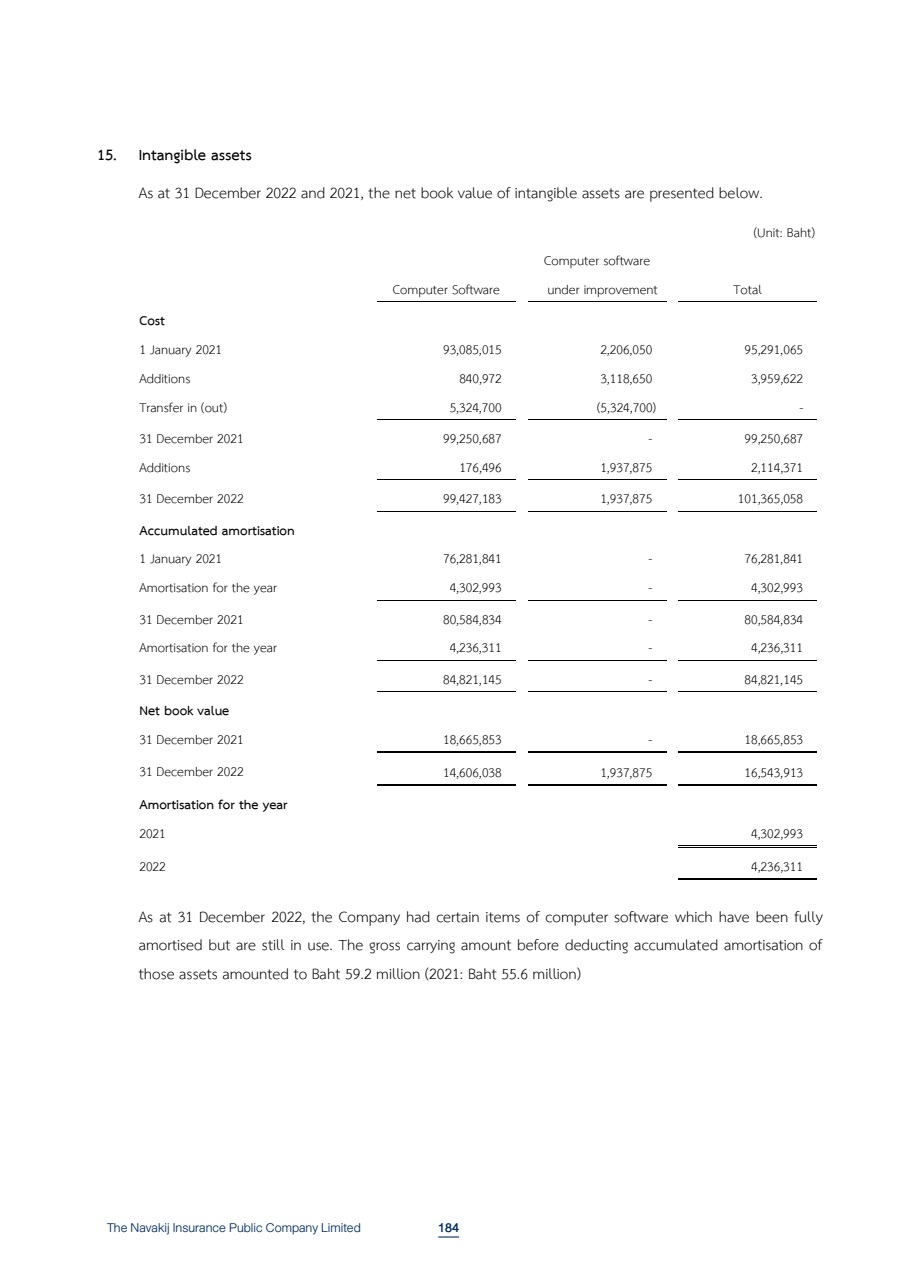 15. Intangible assets
As at 31 December 2022 and 2021, the net book value of intangible assets are presented below.
(Unit: Baht)
Computer software
Computer Software under improvement Total
Cost
1 January 2021 93,085,015 2,206,050 95,291,065
Additions 840,972 3,118,650 3,959,622
Transfer in (out) 5,324,700 (5,324,700) -
31 December 2021 99,250,687 - 99,250,687
Additions 176,496 1,937,875 2,114,371
31 December 2022 99,427,183 1,937,875 101,365,058
Accumulated amortisation
1 January 2021 76,281,841 - 76,281,841
Amortisation for the year 4,302,993 - 4,302,993
31 December 2021 80,584,834 - 80,584,834
Amortisation for the year 4,236,311 - 4,236,311
31 December 2022 84,821,145 - 84,821,145
Net book value
31 December 2021 18,665,853 - 18,665,853
31 December 2022 14,606,038 1,937,875 16,543,913
Amortisation for the year
2021 4,302,993
2022 4,236,311
As at 31 December 2022, the Company had certain items of computer software which have been fully
amortised but are still in use. The gross carrying amount before deducting accumulated amortisation of
those assets amounted to Baht 59.2 million (2021: Baht 55.6 million)
The Navakij Insurance Public Company Limited 184